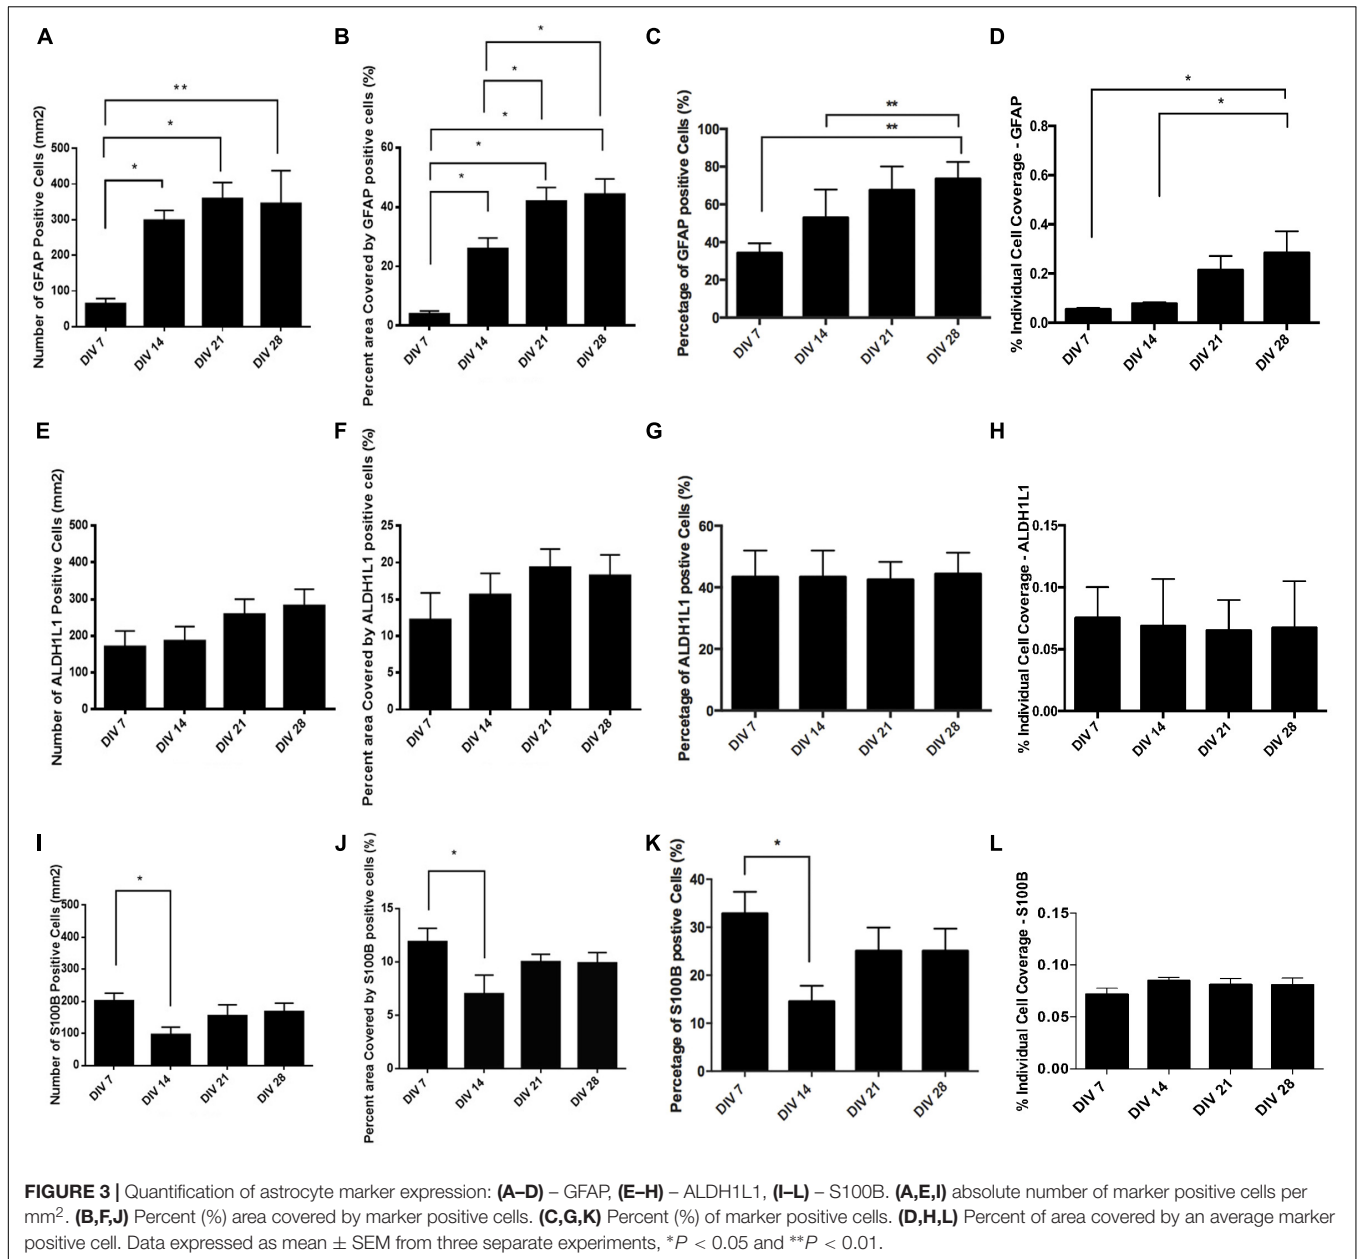 A
Number of GFAP Positive Cells (mm2)
500
400
300
200
100
0
**
*
*
DIV 7
DIV 14
DIV 21
DIV 28
B
Percent area Covered by GFAP positive cells (%)
60
40
20
0
*
*
*
*
*
DIV 7
DIV 14
DIV 21
DIV 28
C
Percetage of GFAP positive Cells (%)
100
80
60
40
20
0
**
**
DIV 7
DIV 14
DIV 21
DIV 28
D
% Individual Cell Coverage - GFAP
0.8
0.6
0.4
0.2
0.0
*
*
DIV 7
DIV 14
DIV 21
DIV 28
E
Number of ALDH1L1 Positive Cells (mm2)
500
400
300
200
100
0
DIV 7
DIV 14
DIV 21
DIV 28
F
Percent area Covered by ALDH1L1 positive cells (%)
25
20
15
10
5
0
DIV 7
DIV 14
DIV 21
DIV 28
G
Percetage of ALDH1L1 postive Cells (%)
60
40
20
0
DIV 7
DIV 14
DIV 21
DIV 28
H
% Individual Cell Coverage - ALDH1L1
0.15
0.10
0.05
0.00
DIV 7
DIV 14
DIV 21
DIV 28
I
Number of S100B Positive Cells (mm2)
500
400
300
200
100
0
*
DIV 7
DIV 14
DIV 21
DIV 28
J
Percent area Covered by S100B positive cells (%)
15
10
5
0
*
DIV 7
DIV 14
DIV 21
DIV 28
K
Percetage of S100B postive Cells (%)
40
30
20
10
0
*
DIV 7
DIV 14
DIV 21
DIV 28
L
% Individual Cell Coverage - S100B
0.15
0.10
0.05
0.00
DIV 7
DIV 14
DIV 21
DIV 28
FIGURE 3 | Quantification of astrocyte marker expression: (A–D) – GFAP, (E–H) – ALDH1L1, (I–L) – S100B. (A,E,I) absolute number of marker positive cells per
mm². (B,F,J) Percent (%) area covered by marker positive cells. (C,G,K) Percent (%) of marker positive cells. (D,H,L) Percent of area covered by an average marker
positive cell. Data expressed as mean ± SEM from three separate experiments, *P < 0.05 and **P < 0.01.